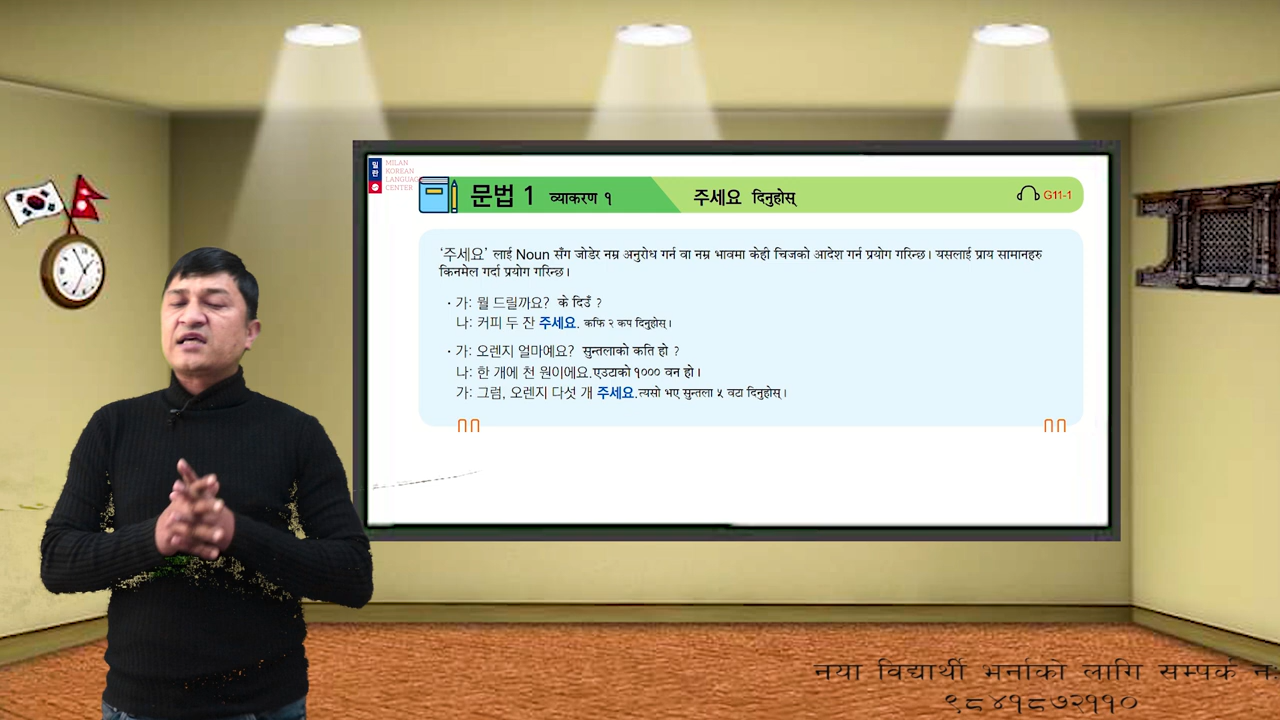 밀란
MILAN
KOREAN
LANGUAGE
CENTER
문법 1 व्याकरण १ 주세요 दिनुहोस् G11-1
‘주세요’ लाई Noun सँग जोडेर नम्र अनुरोध गर्न वा नम्र भावमा केही चिजको आदेश गर्न प्रयोग गरिन्छ। यसलाई प्राय सामानहरु
किनमेल गर्दा प्रयोग गरिन्छ।
· 가: 뭘 드릴까요? के दिउँ ?
나: 커피 두 잔 주세요. कफि २ कप दिनुहोस्।
· 가: 오렌지 얼마예요? सुन्तलाको कति हो ?
나: 한 개에 천 원이에요.एउटाको १००० वन हो।
가: 그럼, 오렌지 다섯 개 주세요.त्यसो भए सुन्तला ५ वटा दिनुहोस्।
नया विद्यार्थी भर्नाको लागि सम्पर्क न:
९८४१८७२११०